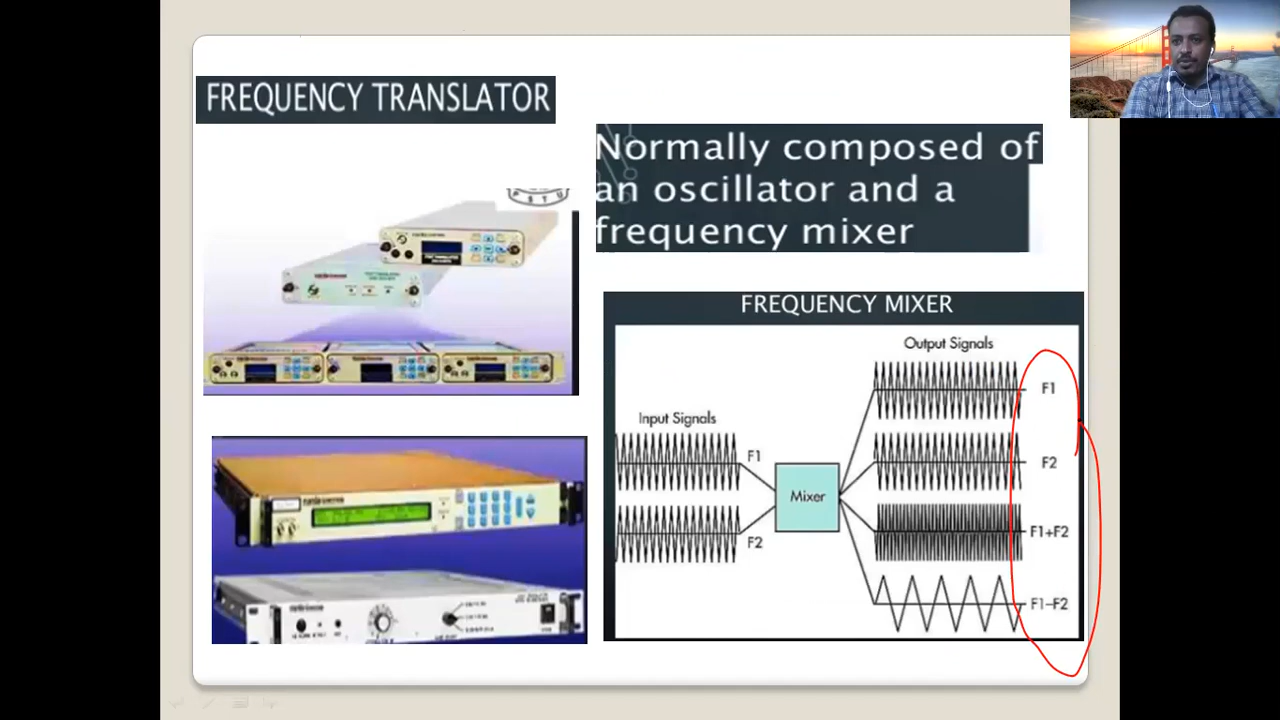 FREQUENCY TRANSLATOR
Normally composed of
an oscillator and a
frequency mixer
FREQUENCY MIXER
Output Signals
F1
Input Signals
F1
F2
Mixer
F2
F1+F2
F1−F2